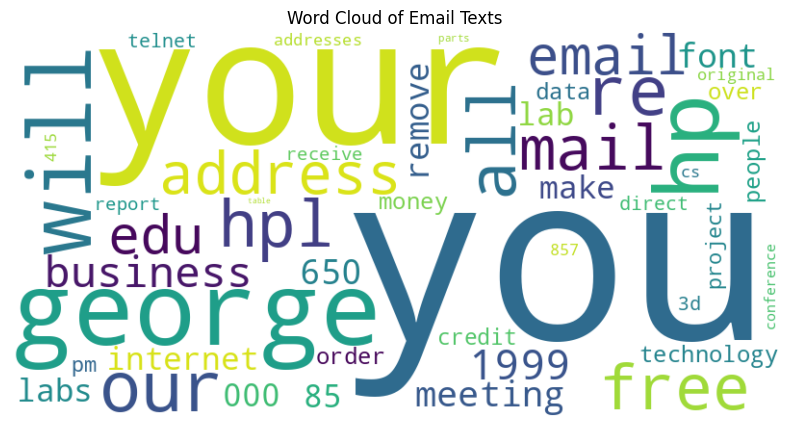 Word Cloud of Email Texts
telnet addresses parts
your email font
original
will all re data over
remove lab mail hp people
415 receive address make cs
report table money direct
edu hpl you 857 project
business 650 3d conference
george credit
pm internet order technology
labs our 000 85 1999 free
meeting